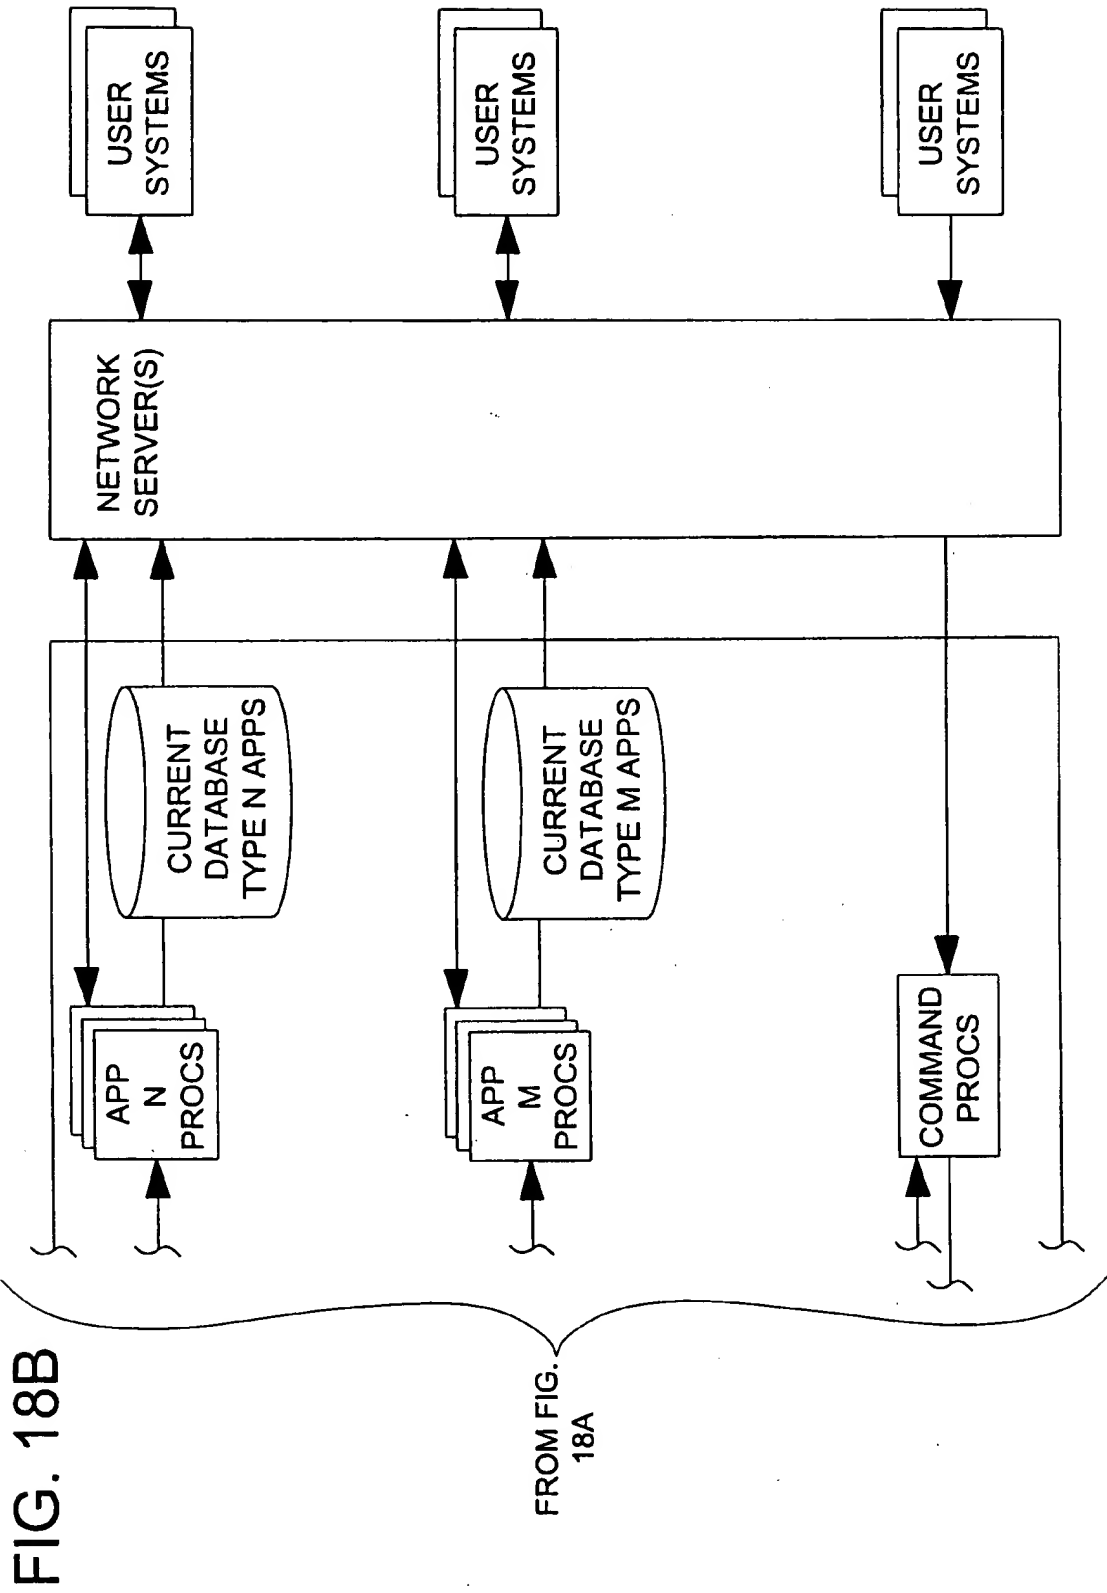 FIG. 18B
FROM FIG.
18A
APP
N
PROCS
CURRENT
DATABASE
TYPE N APPS
NETWORK
SERVER(S)
USER
SYSTEMS
APP
M
PROCS
CURRENT
DATABASE
TYPE M APPS
USER
SYSTEMS
COMMAND
PROCS
USER
SYSTEMS